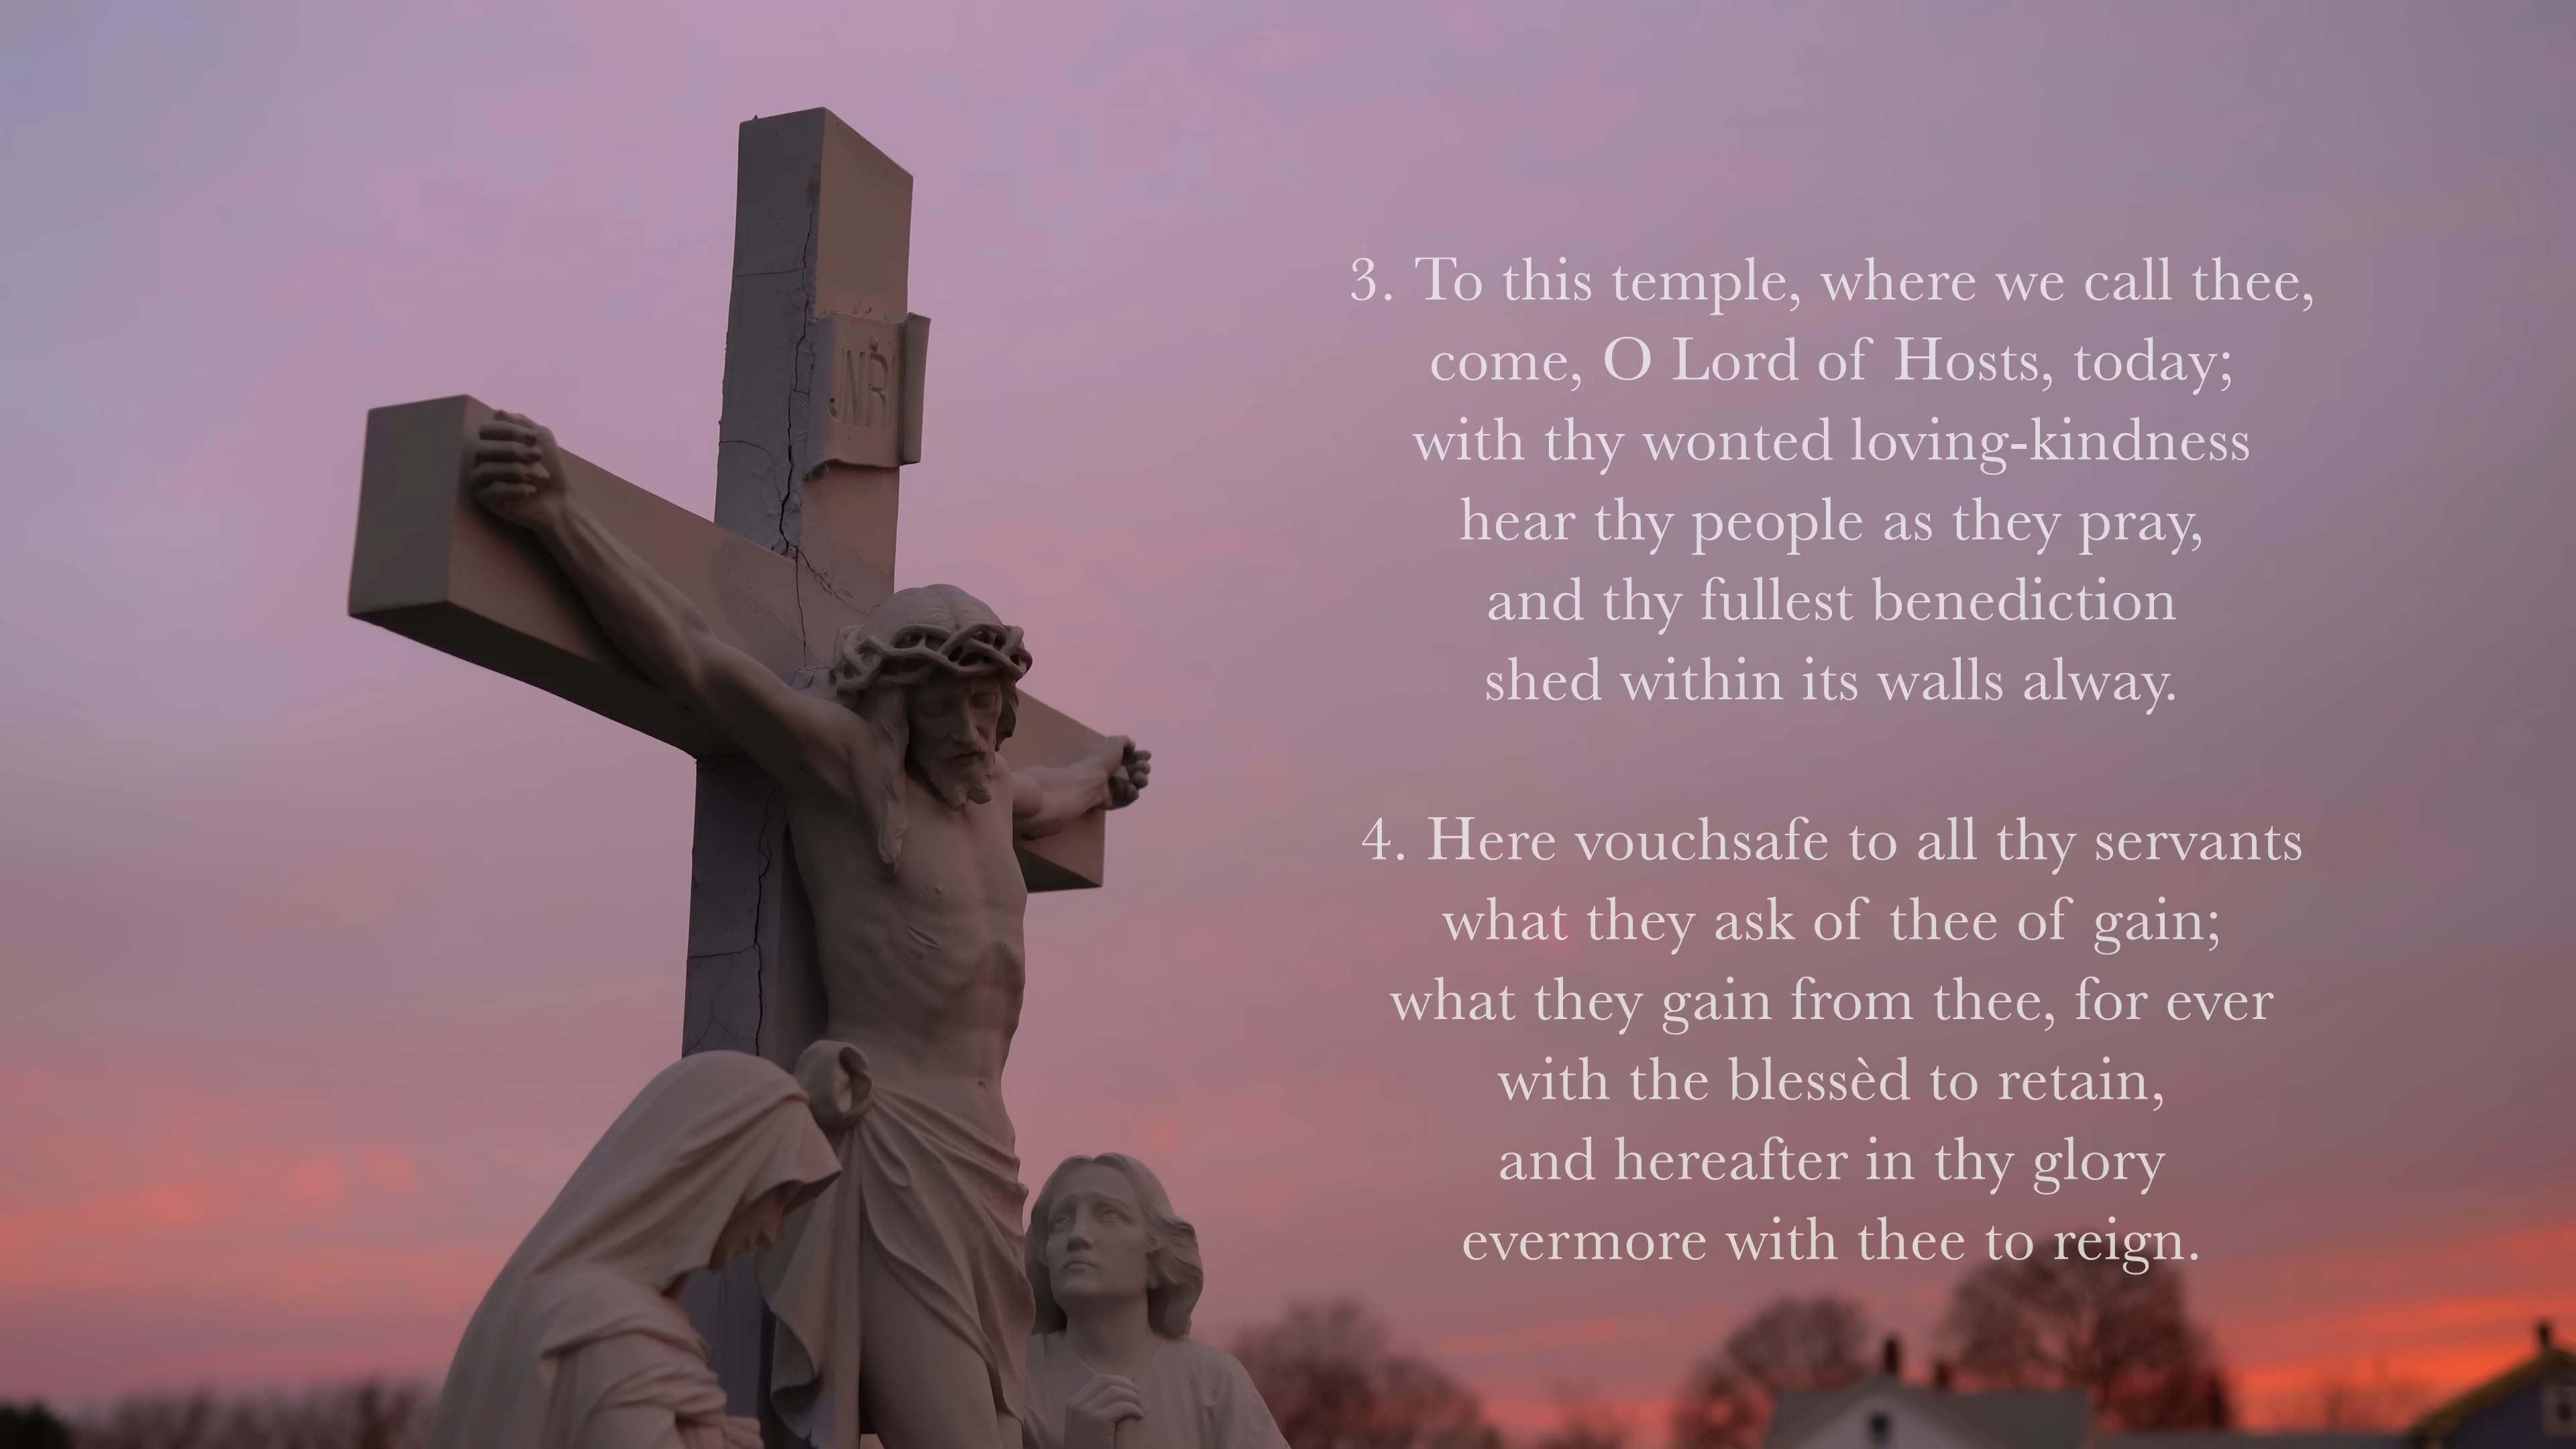 JNRI
3. To this temple, where we call thee,
come, O Lord of Hosts, today;
with thy wonted loving-kindness
hear thy people as they pray,
and thy fullest benediction
shed within its walls alway.
4. Here vouchsafe to all thy servants
what they ask of thee of gain;
what they gain from thee, for ever
with the blessèd to retain,
and hereafter in thy glory
evermore with thee to reign.